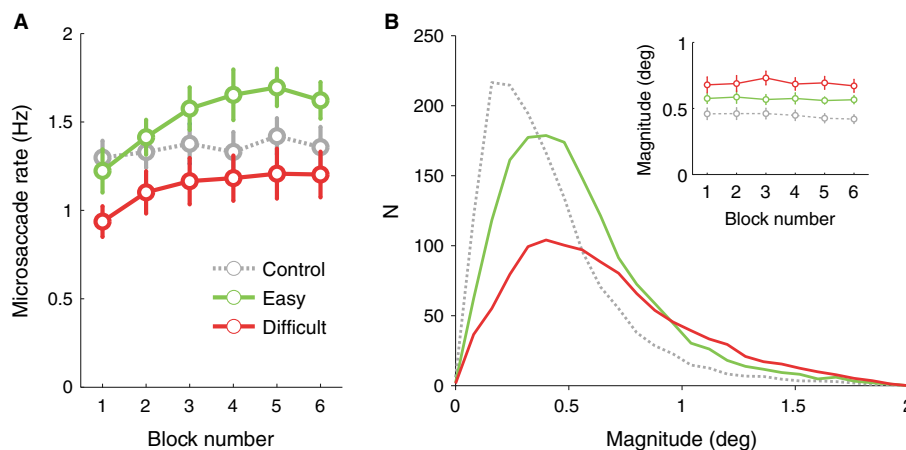 A
Microsaccade rate (Hz)
2
1.5
1
1.5
0
1 2 3 4 5 6
Block number
Control
Easy
Difficult
B
N
250
200
150
100
50
0
0 0.5 1 1.5 2
Magnitude (deg)
Magnitude (deg)
1
0.5
0
1 2 3 4 5 6
Block number